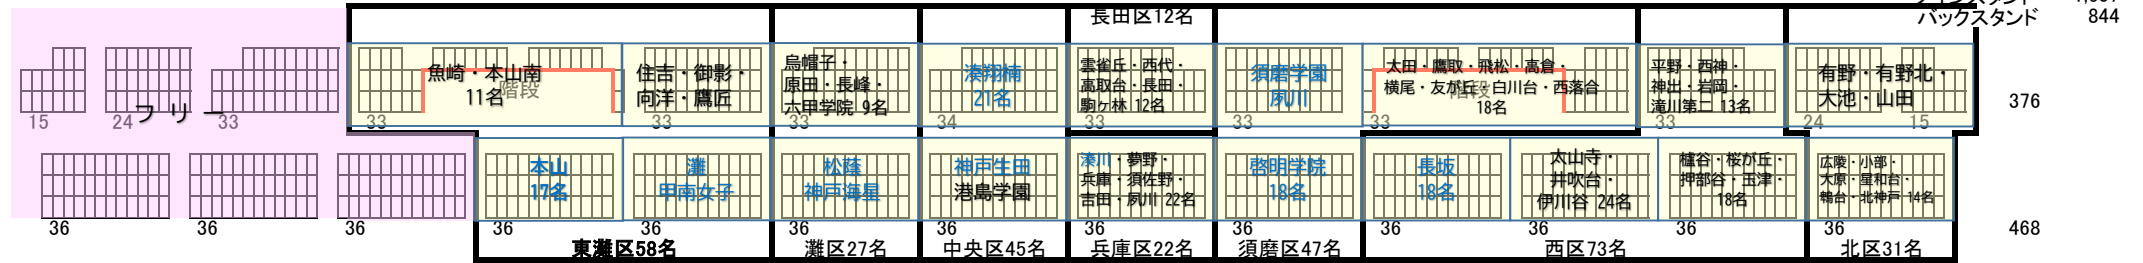 長田区12名
バックスタンド 844
フリー
15 24 33
魚崎・本山南
11名
階段
33
住吉・御影・
向洋・鷹匠
33
烏帽子・
原田・長峰・
六甲学院 9名
33
湊翔楠
21名
34
雲雀丘・西代・
高取台・長田・
駒ヶ林 12名
33
須磨学園
夙川
33
太田・鷹取・飛松・高倉・
横尾・友が丘・白川台・西落合
18名
階段
33
平野・西神・
神出・岩岡・
滝川第二 13名
33
有野・有野北・
大池・山田
24 15
376
36 36 36
本山
17名
36
灘
甲南女子
36
松蔭
神戸海星
36
神戸生田
港島学園
36
湊川・夢野・
兵庫・須佐野・
吉田・夙川 22名
36
啓明学院
18名
36
長坂
18名
36
太山寺・
井吹台・
伊川谷 24名
36
櫨谷・桜が丘・
押部谷・玉津・
18名
36
広陵・小部・
大原・星和台・
鵯台・北神戸 14名
36
468
東灘区58名
灘区27名
中央区45名
兵庫区22名
須磨区47名
西区73名
北区31名